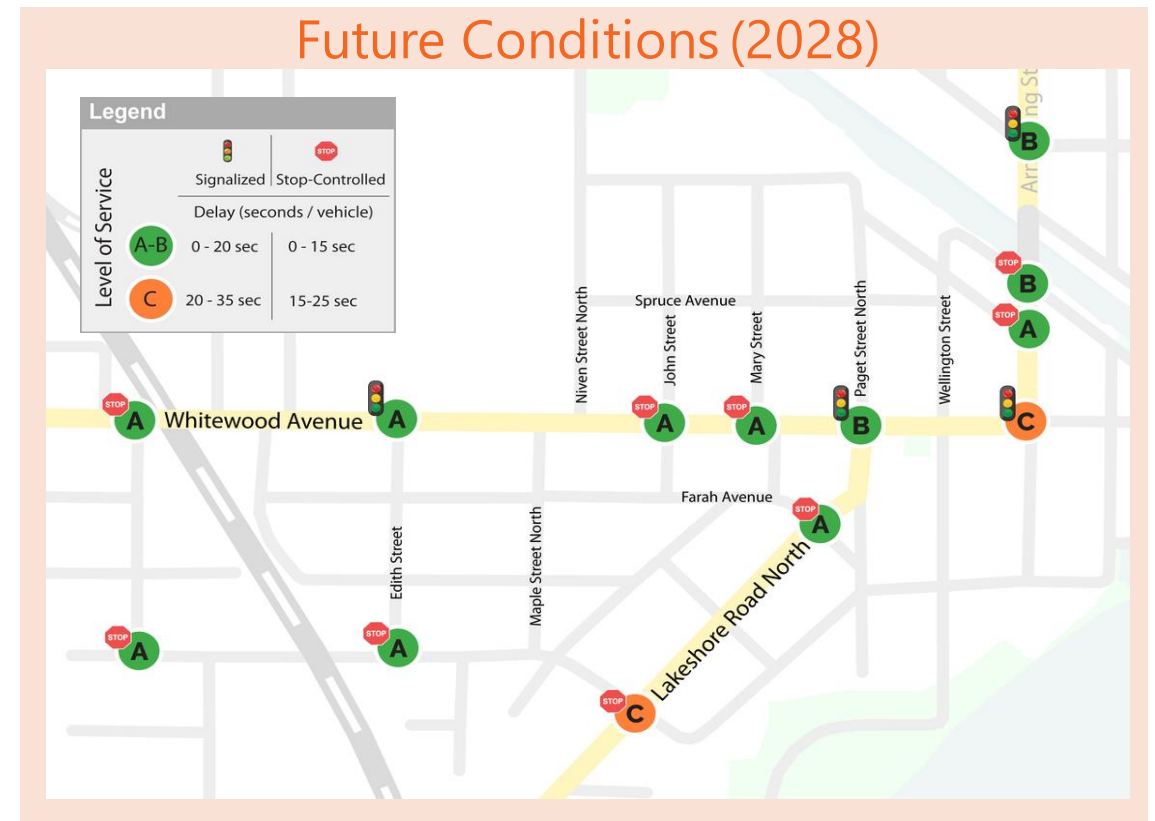 Future Conditions (2028)
Legend
STOP
Signalized Stop-Controlled
Delay (seconds / vehicle)
Level of Service
A-B 0 - 20 sec 0 - 15 sec
C 20 - 35 sec 15-25 sec
ng St
B
Arr
STOP
B
STOP
A
Spruce Avenue
Niven Street North
John Street
Mary Street
Paget Street North
Wellington Street
STOP
A
Whitewood Avenue
A
STOP
A
STOP
A
B
C
Farah Avenue
STOP
A
Edith Street
Maple Street North
Lakeshore Road North
STOP
A
STOP
A
STOP
C